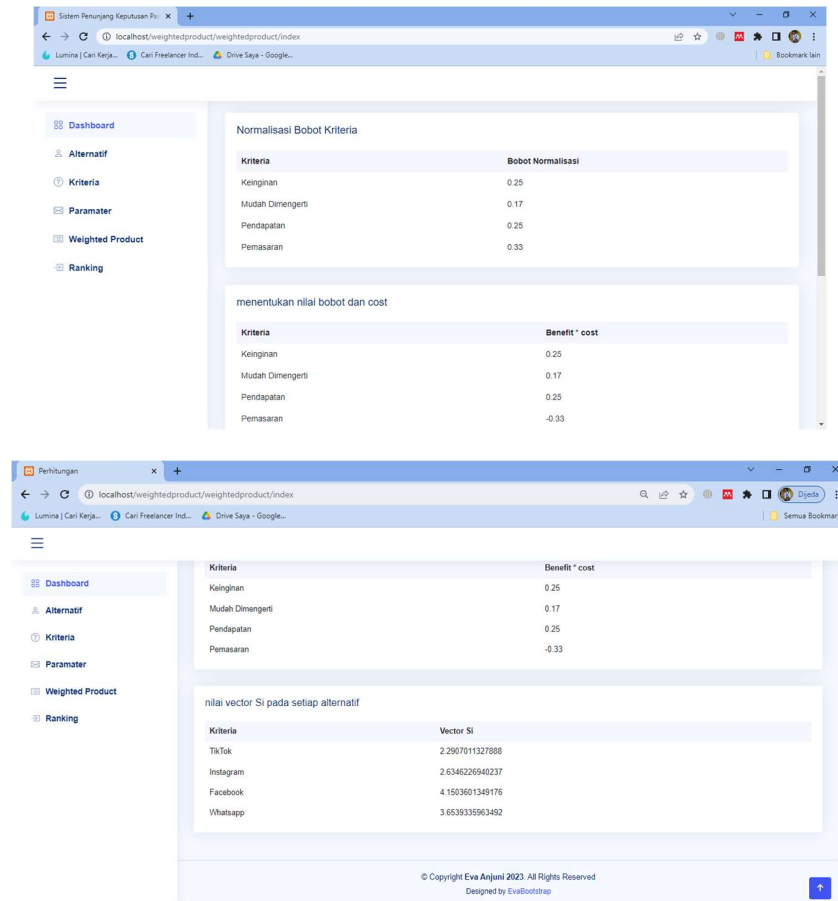 Sistem Penunjang Keputusan Pa
localhost/weightedproduct/weightedproduct/index
Lumina | Cari Kerja... Cari Freelancer Ind... Drive Saya - Google... Bookmark lain
Dashboard
Alternatif
Kriteria
Paramater
Weighted Product
Ranking
Normalisasi Bobot Kriteria
Kriteria Bobot Normalisasi
Keinginan 0.25
Mudah Dimengerti 0.17
Pendapatan 0.25
Pemasaran 0.33
menentukan nilai bobot dan cost
Kriteria Benefit * cost
Keinginan 0.25
Mudah Dimengerti 0.17
Pendapatan 0.25
Pemasaran -0.33
Perhitungan
localhost/weightedproduct/weightedproduct/index Dijeda
Lumina | Cari Kerja... Cari Freelancer Ind... Drive Saya - Google... Semua Bookmar
Dashboard
Alternatif
Kriteria
Paramater
Weighted Product
Ranking
Kriteria Benefit * cost
Keinginan 0.25
Mudah Dimengerti 0.17
Pendapatan 0.25
Pemasaran -0.33
nilai vector Si pada setiap alternatif
Kriteria Vector Si
TikTok 2.2907011327888
Instagram 2.6346226940237
Facebook 4.1503601349176
Whatsapp 3.6539335963492
© Copyright Eva Anjuni 2023. All Rights Reserved
Designed by EvaBootstrap